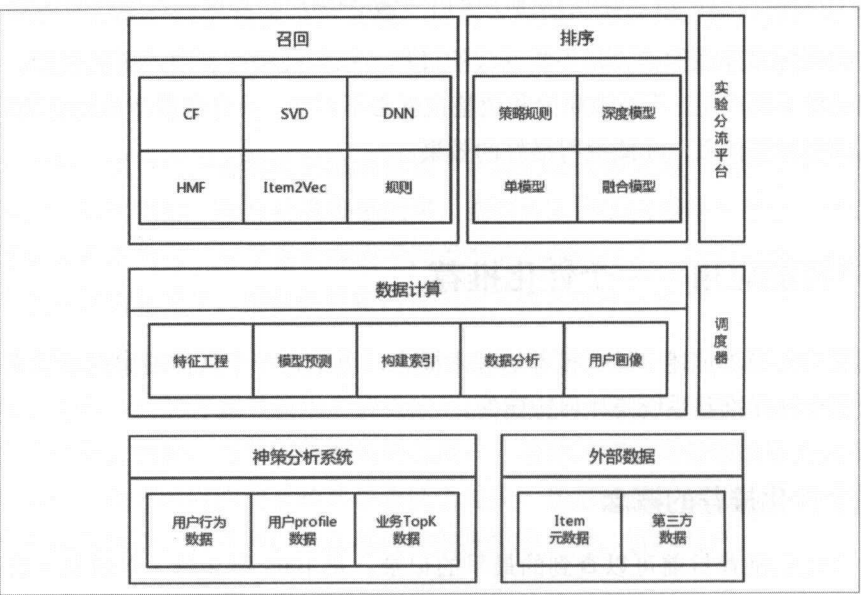 召回
排序
CF
SVD
DNN
策略规则
深度模型
HMF
Item2Vec
规则
单模型
融合模型
实
验
分
流
平
台
数据计算
特征工程
模型预测
构建索引
数据分析
用户画像
调
度
器
神策分析系统
外部数据
用户行为
数据
用户profile
数据
业务TopK
数据
Item
元数据
第三方
数据